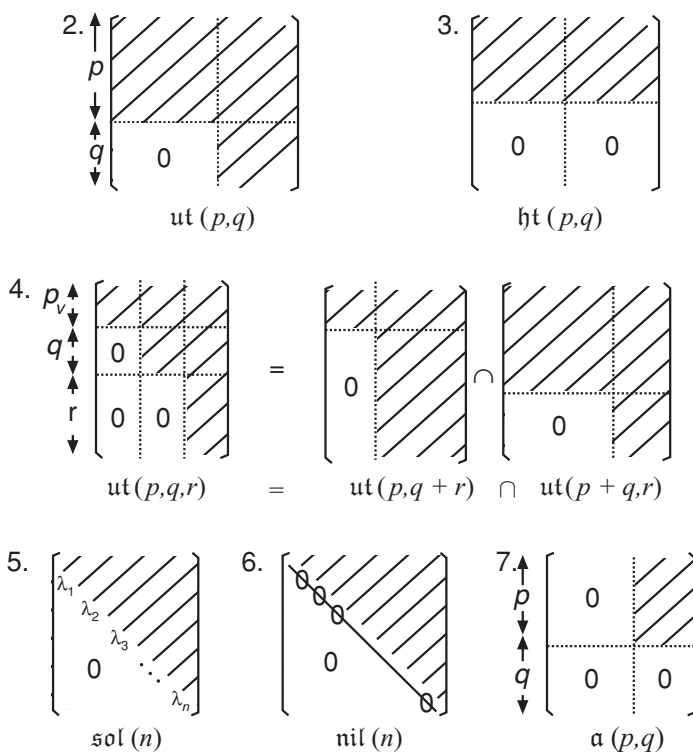 2. 3.
p
q 0 0 0
𝔲𝔱 (p,q) 𝔥𝔱 (p,q)
4. p_v
q 0 = 0 ∩
r 0 0 0
𝔲𝔱 (p,q,r) = 𝔲𝔱 (p,q + r) ∩ 𝔲𝔱 (p + q,r)
5. 6. 7.
λ₁ 0 p 0
λ₂ 0
λ₃ 0
0 ⋱ 0 q 0 0
λₙ 0
𝔰𝔬𝔩 (n) 𝔫𝔦𝔩 (n) 𝔞 (p,q)